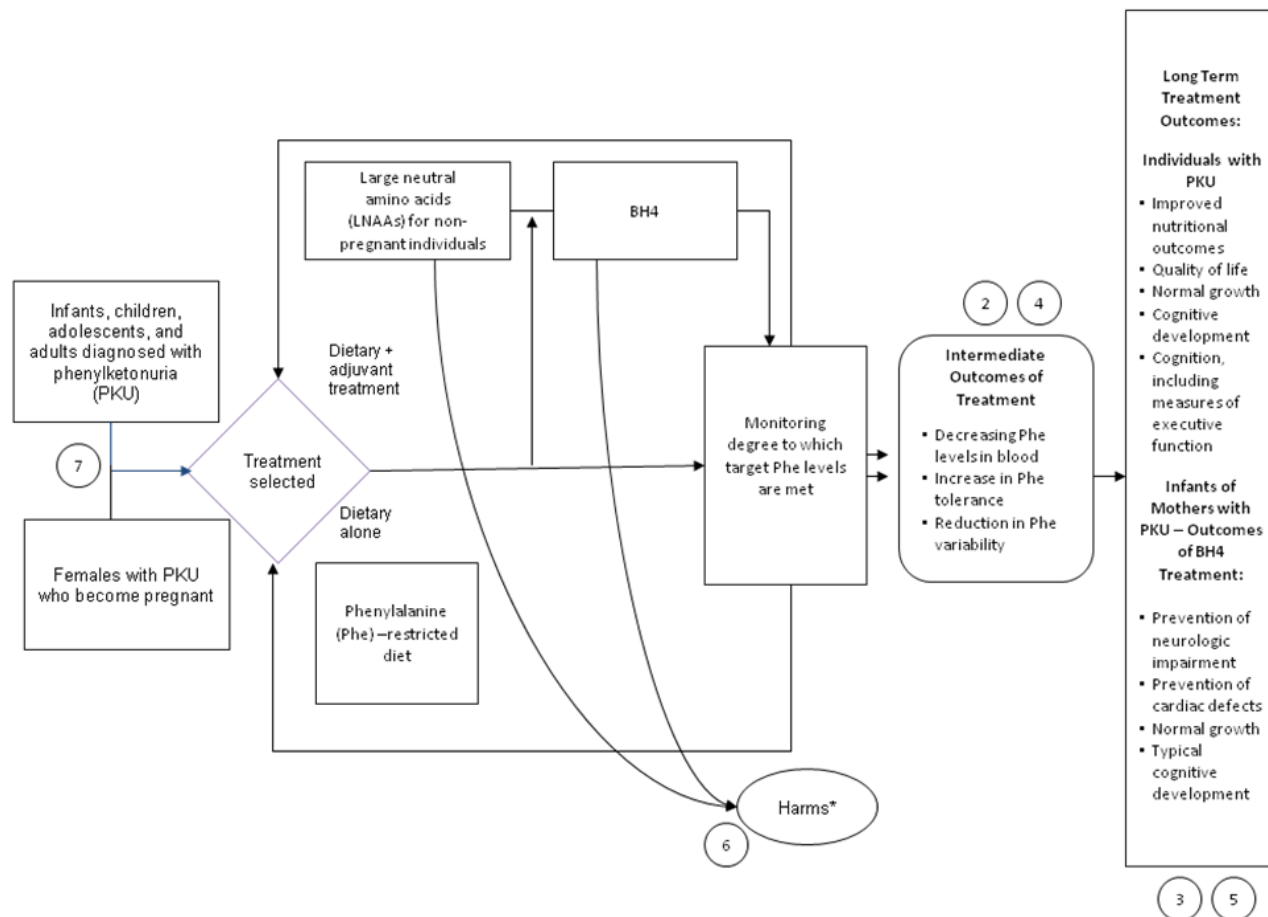 Large neutral
amino acids
(LNAAs) for non-
pregnant individuals
BH4
Infants, children,
adolescents, and
adults diagnosed with
phenylketonuria
(PKU)
7
Females with PKU
who become pregnant
Treatment
selected
Dietary +
adjuvant
treatment
Dietary
alone
Phenylalanine
(Phe) –restricted
diet
Monitoring
degree to which
target Phe levels
are met
Harms*
6
2 4
Intermediate
Outcomes of
Treatment
▪ Decreasing Phe
levels in blood
▪ Increase in Phe
tolerance
▪ Reduction in Phe
variability
Long Term
Treatment
Outcomes:
Individuals with
PKU
▪ Improved
nutritional
outcomes
▪ Quality of life
▪ Normal growth
▪ Cognitive
development
▪ Cognition,
including
measures of
executive
function
Infants of
Mothers with
PKU – Outcomes
of BH4
Treatment:
▪ Prevention of
neurologic
impairment
▪ Prevention of
cardiac defects
▪ Normal growth
▪ Typical
cognitive
development
3 5